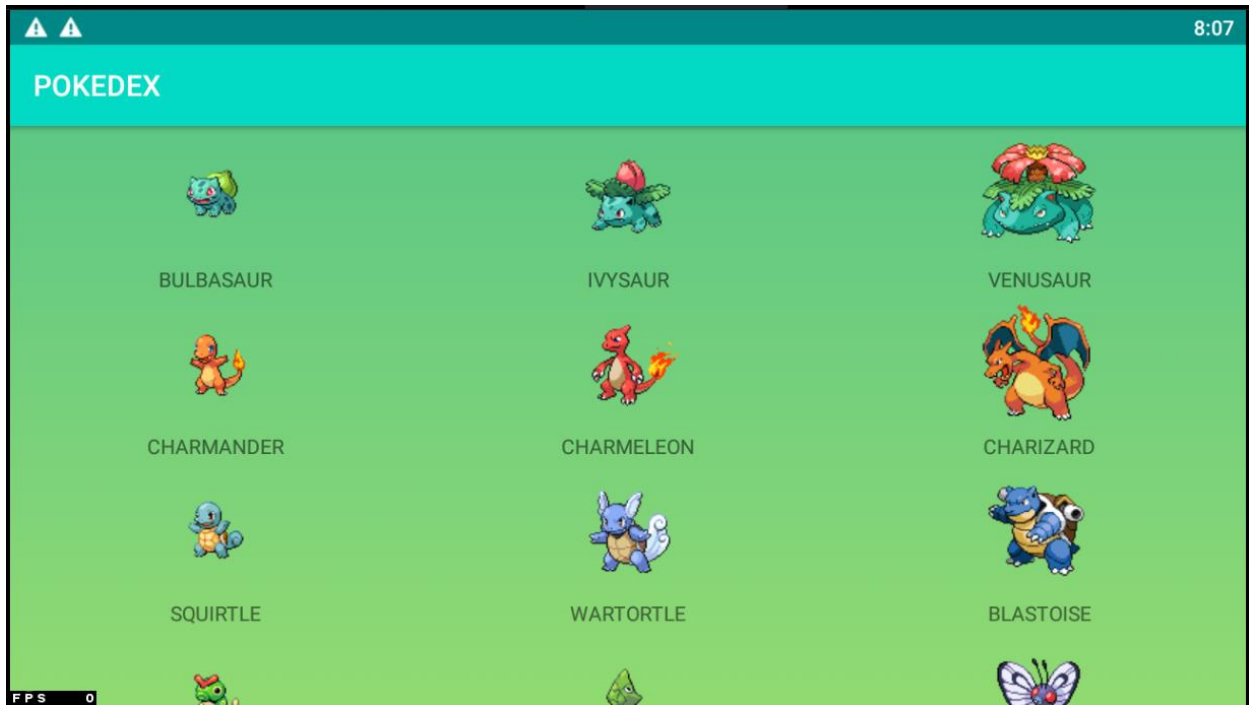 8:07
POKEDEX
BULBASAUR IVYSAUR VENUSAUR
CHARMANDER CHARMELEON CHARIZARD
SQUIRTLE WARTORTLE BLASTOISE
FPS 0